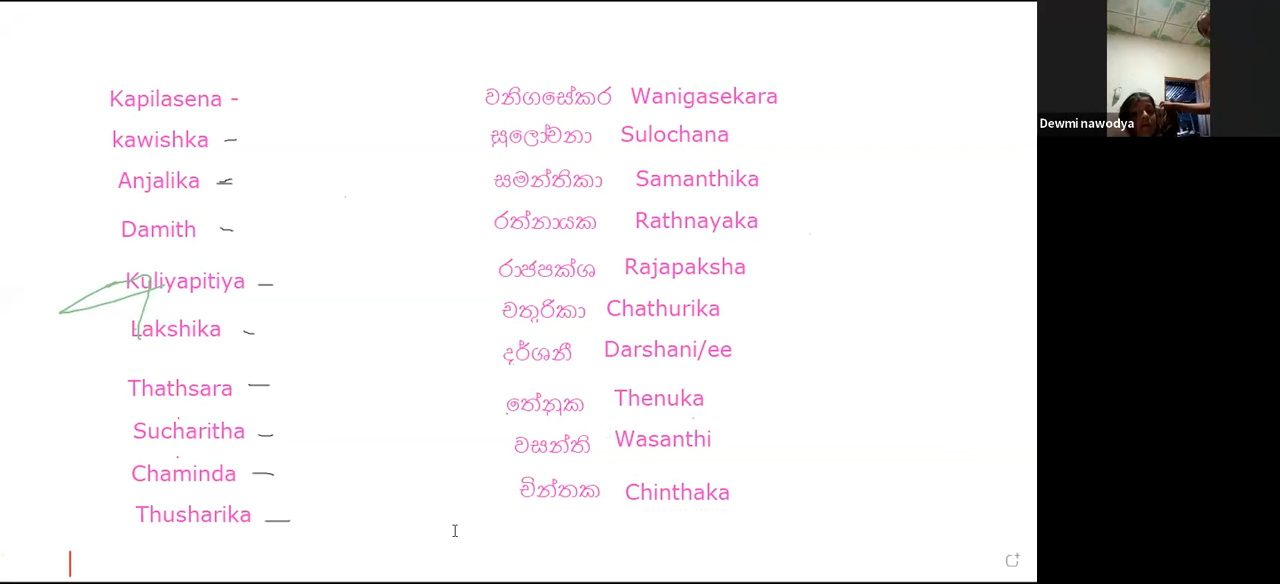 Kapilasena -
kawishka -
Anjalika -
Damith -
Kuliyapitiya -
Lakshika -
Thathsara -
Sucharitha -
Chaminda -
Thusharika -
වනිගසේකර Wanigasekara
සුලෝචනා Sulochana
සමන්තිකා Samanthika
රත්නායක Rathnayaka
රාජපක්ශ Rajapaksha
චතුරිකා Chathurika
දර්ශනී Darshani/ee
තේනුක Thenuka
වසන්ති Wasanthi
චින්තක Chinthaka
Dewmi nawodya